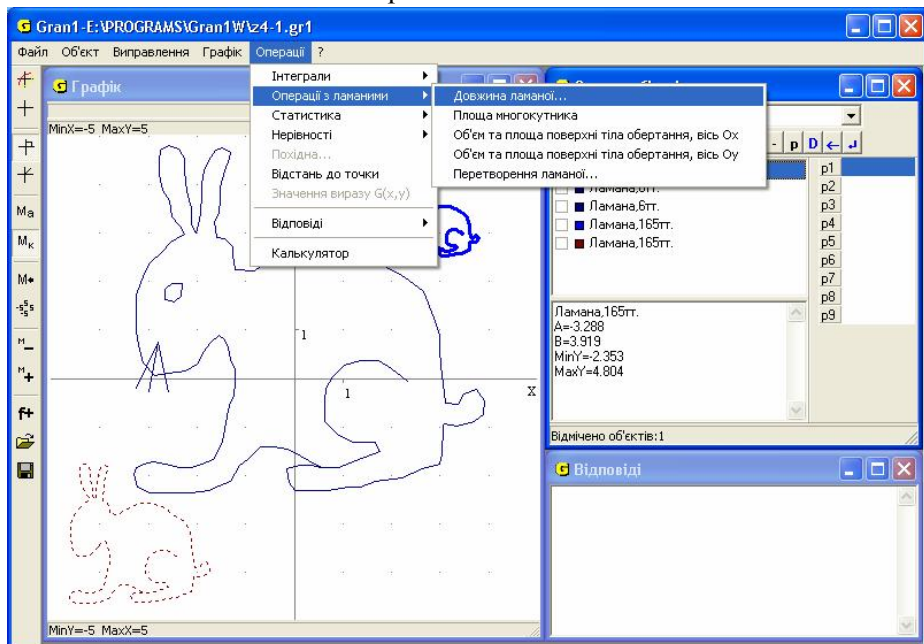 Gran1-E:\PROGRAMS\Gran1W\z4-1.gr1
Файл Об'єкт Виправлення Графік Операції ?
Графік
MinX=-5 MaxY=5
Інтеграли
Операції з ламаними
Статистика
Нерівності
Похідна...
Відстань до точки
Значення виразу G(x,y)
Відповіді
Калькулятор
Довжина ламаної...
Площа многокутника
Об'єм та площа поверхні тіла обертання, вісь Ox
Об'єм та площа поверхні тіла обертання, вісь Oy
Перетворення ламаної...
- p D
Ламана,6тт.
Ламана,6тт.
Ламана,165тт.
Ламана,165тт.
p1
p2
p3
p4
p5
p6
p7
p8
p9
Ламана,165тт.
A=-3.288
B=3.919
MinY=-2.353
MaxY=4.804
Відмічено об'єктів:1
Відповіді
Ma
Mк
M
M
M+
f+
1
1
X
MinY=-5 MaxX=5